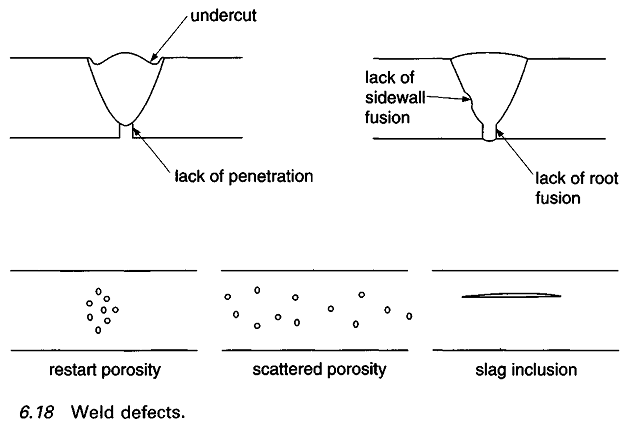 undercut
lack of
sidewall
fusion
lack of penetration
lack of root
fusion
restart porosity
scattered porosity
slag inclusion
6.18 Weld defects.